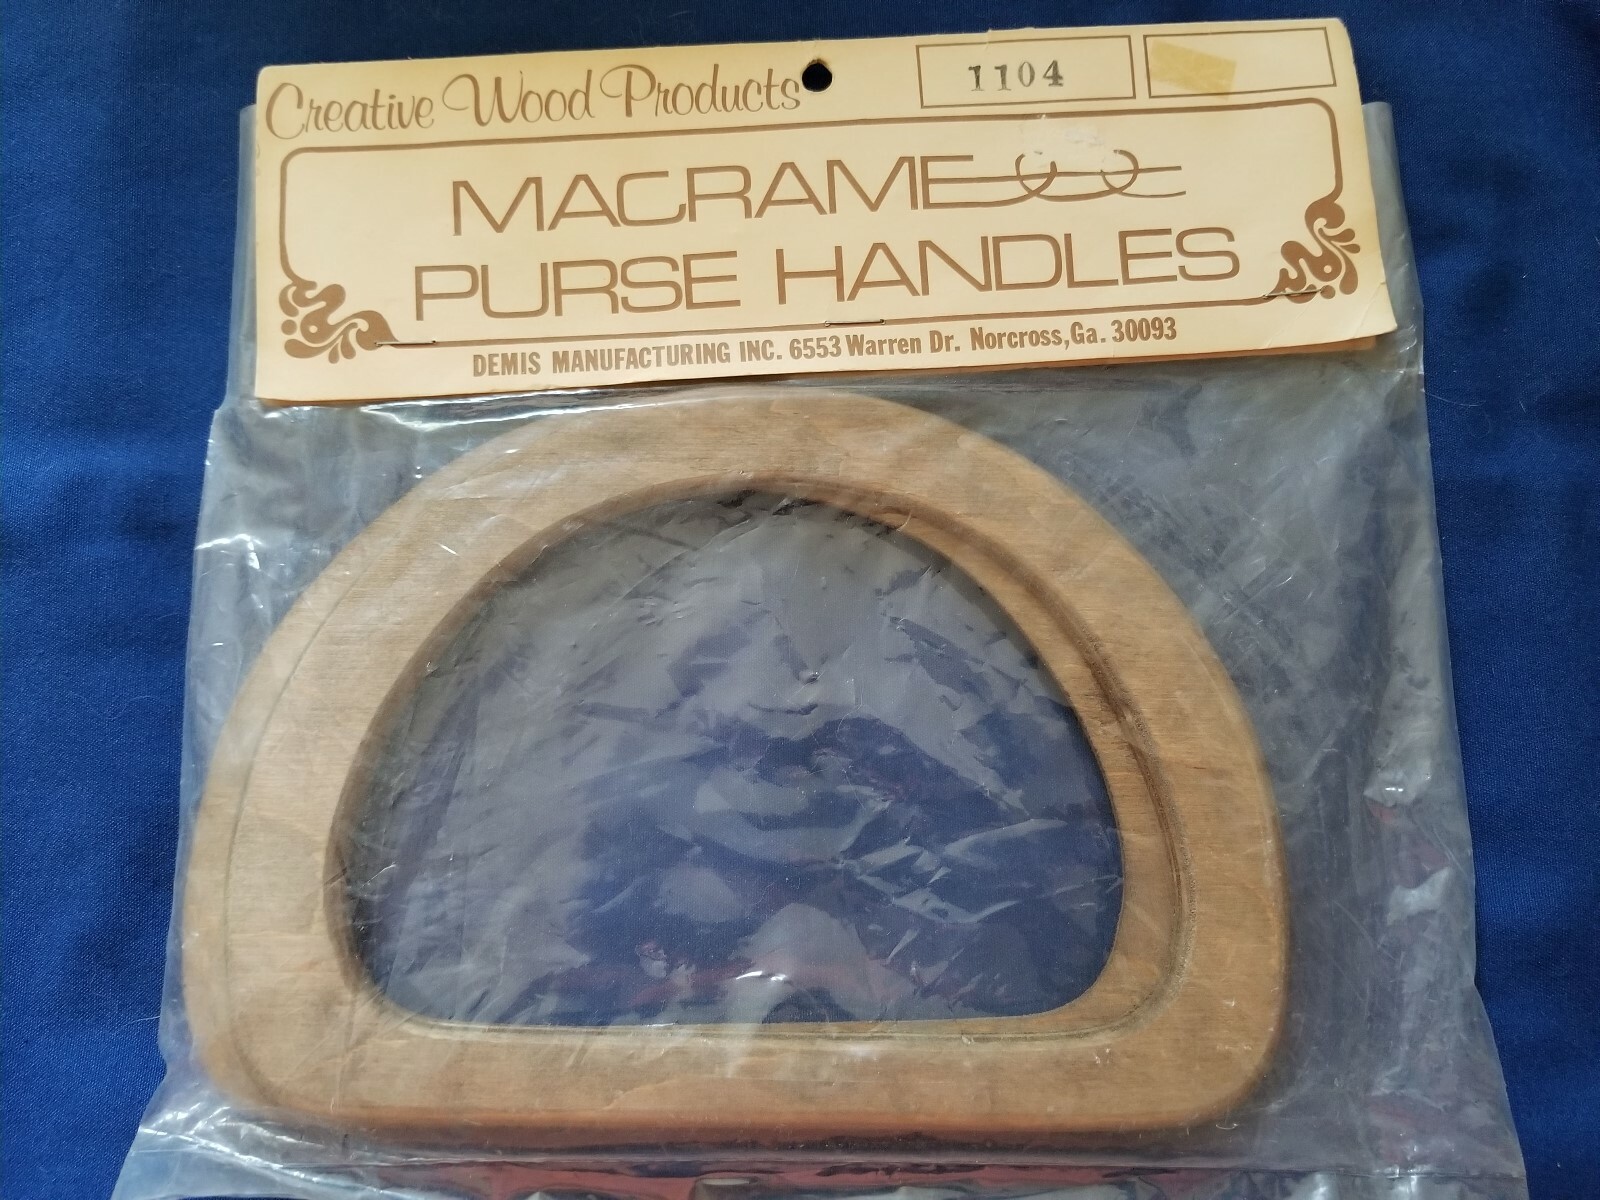 Creative Wood Products
1104
MACRAME
PURSE HANDLES
DEMIS MANUFACTURING INC. 6553 Warren Dr. Norcross,Ga. 30093